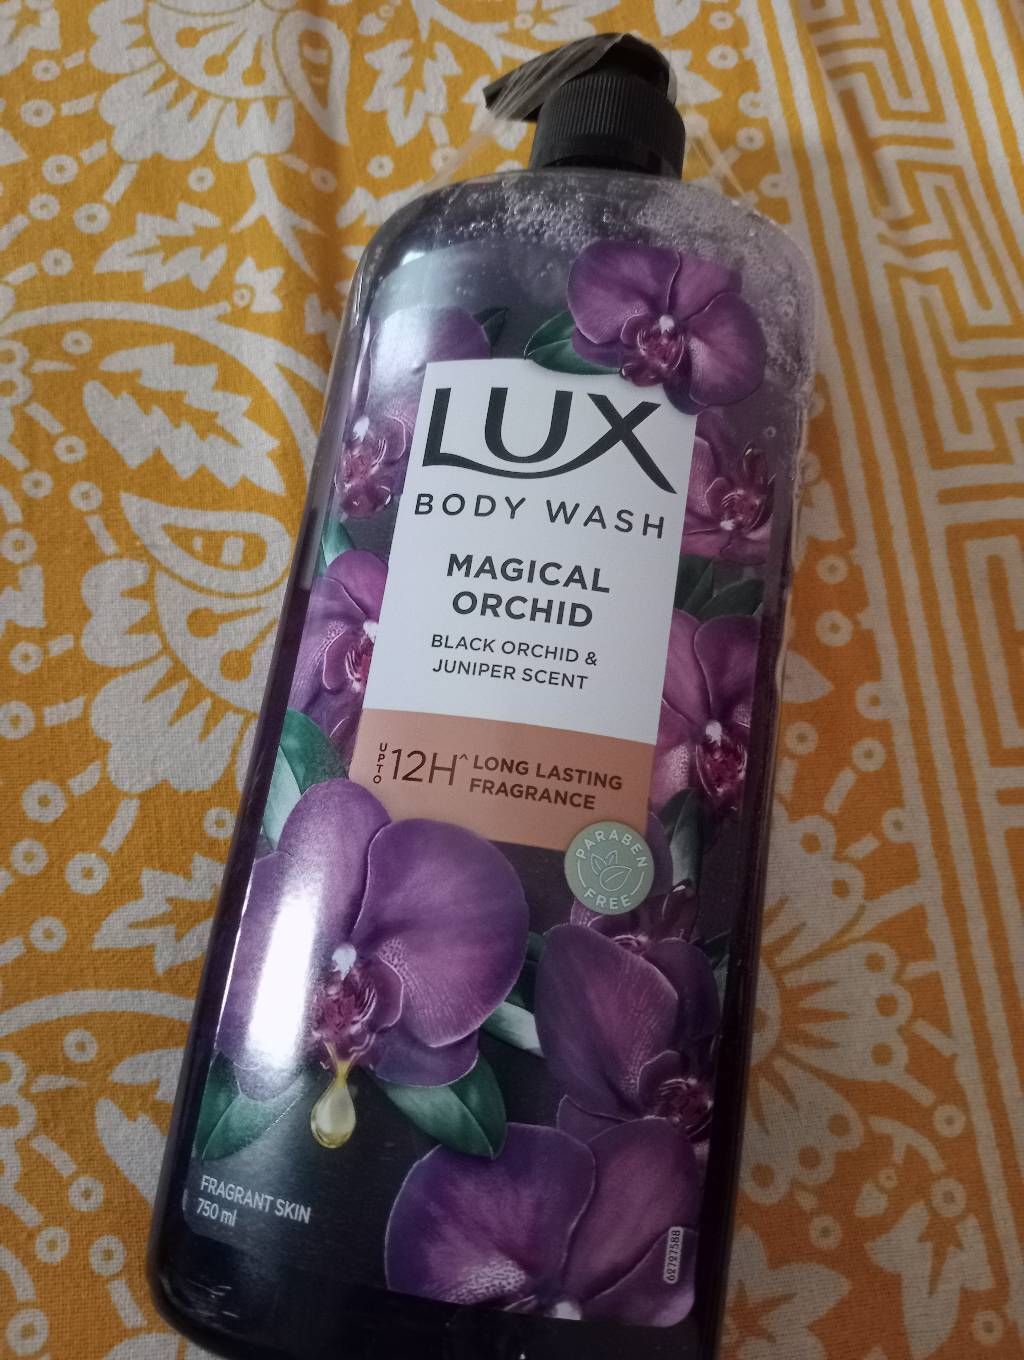 LUX
BODY WASH
MAGICAL
ORCHID
BLACK ORCHID &
JUNIPER SCENT
UPTO 12H^ LONG LASTING
FRAGRANCE
PARABEN
FREE
FRAGRANT SKIN
750 ml
62727588